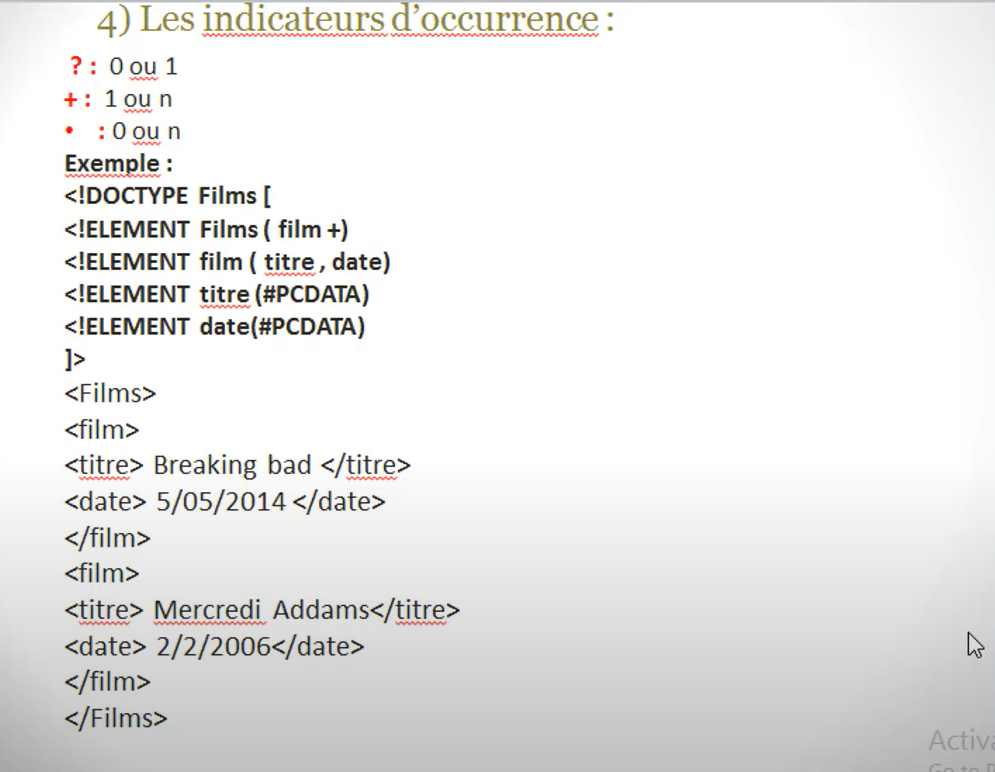 4) Les indicateurs d’occurrence :
? : 0 ou 1
+ : 1 ou n
• : 0 ou n
Exemple :
<!DOCTYPE Films [
<!ELEMENT Films ( film +)
<!ELEMENT film ( titre , date)
<!ELEMENT titre (#PCDATA)
<!ELEMENT date(#PCDATA)
]>
<Films>
<film>
<titre> Breaking bad </titre>
<date> 5/05/2014 </date>
</film>
<film>
<titre> Mercredi Addams</titre>
<date> 2/2/2006</date>
</film>
</Films>